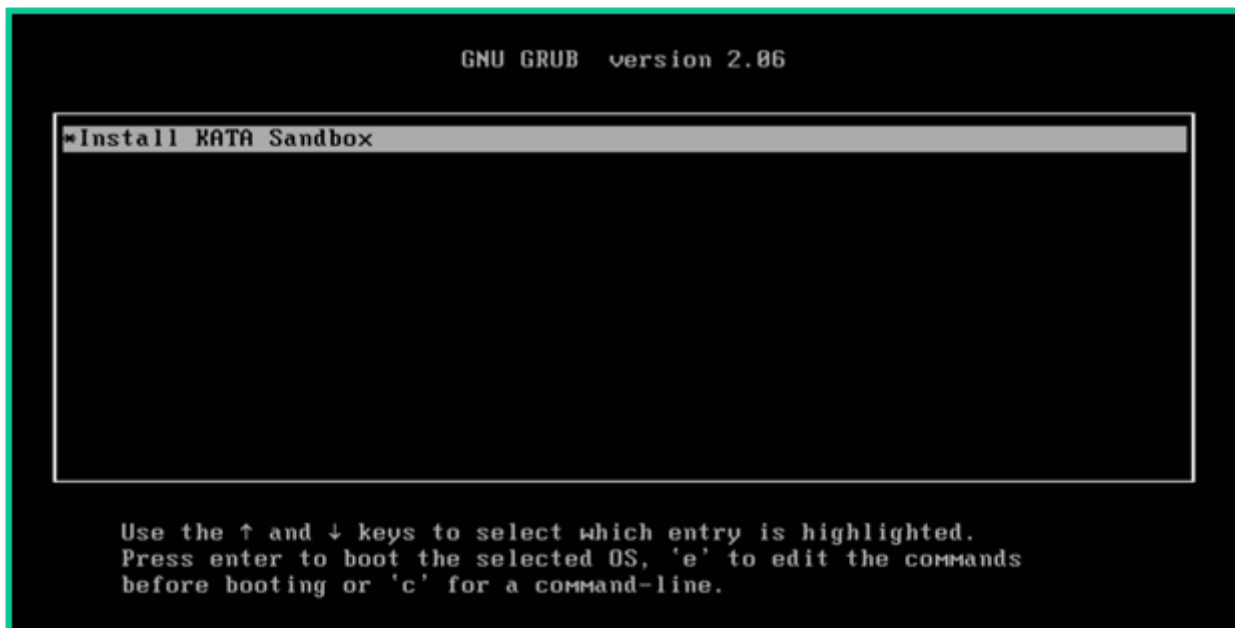 GNU GRUB  version 2.06
*Install KATA Sandbox
Use the ↑ and ↓ keys to select which entry is highlighted.
Press enter to boot the selected OS, 'e' to edit the commands
before booting or 'c' for a command-line.